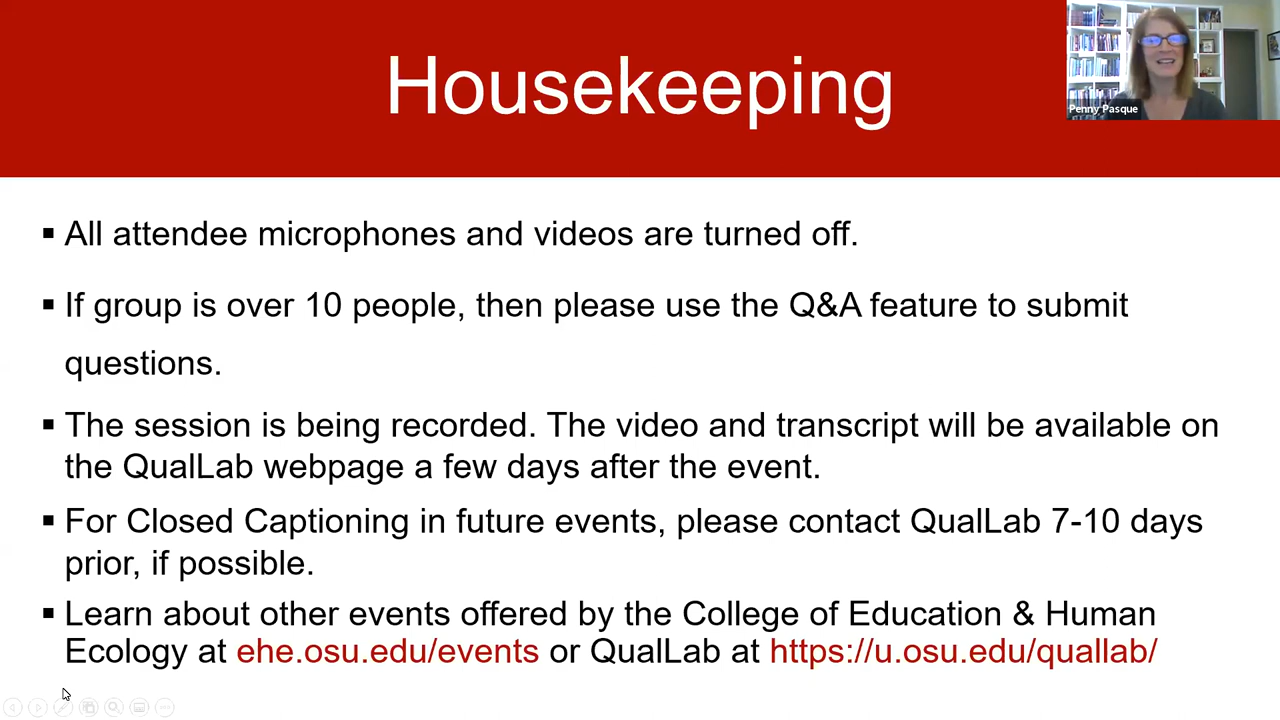 Housekeeping
Penny Pasque
▪ All attendee microphones and videos are turned off.
▪ If group is over 10 people, then please use the Q&A feature to submit
questions.
▪ The session is being recorded. The video and transcript will be available on
the QualLab webpage a few days after the event.
▪ For Closed Captioning in future events, please contact QualLab 7-10 days
prior, if possible.
▪ Learn about other events offered by the College of Education & Human
Ecology at ehe.osu.edu/events or QualLab at https://u.osu.edu/quallab/